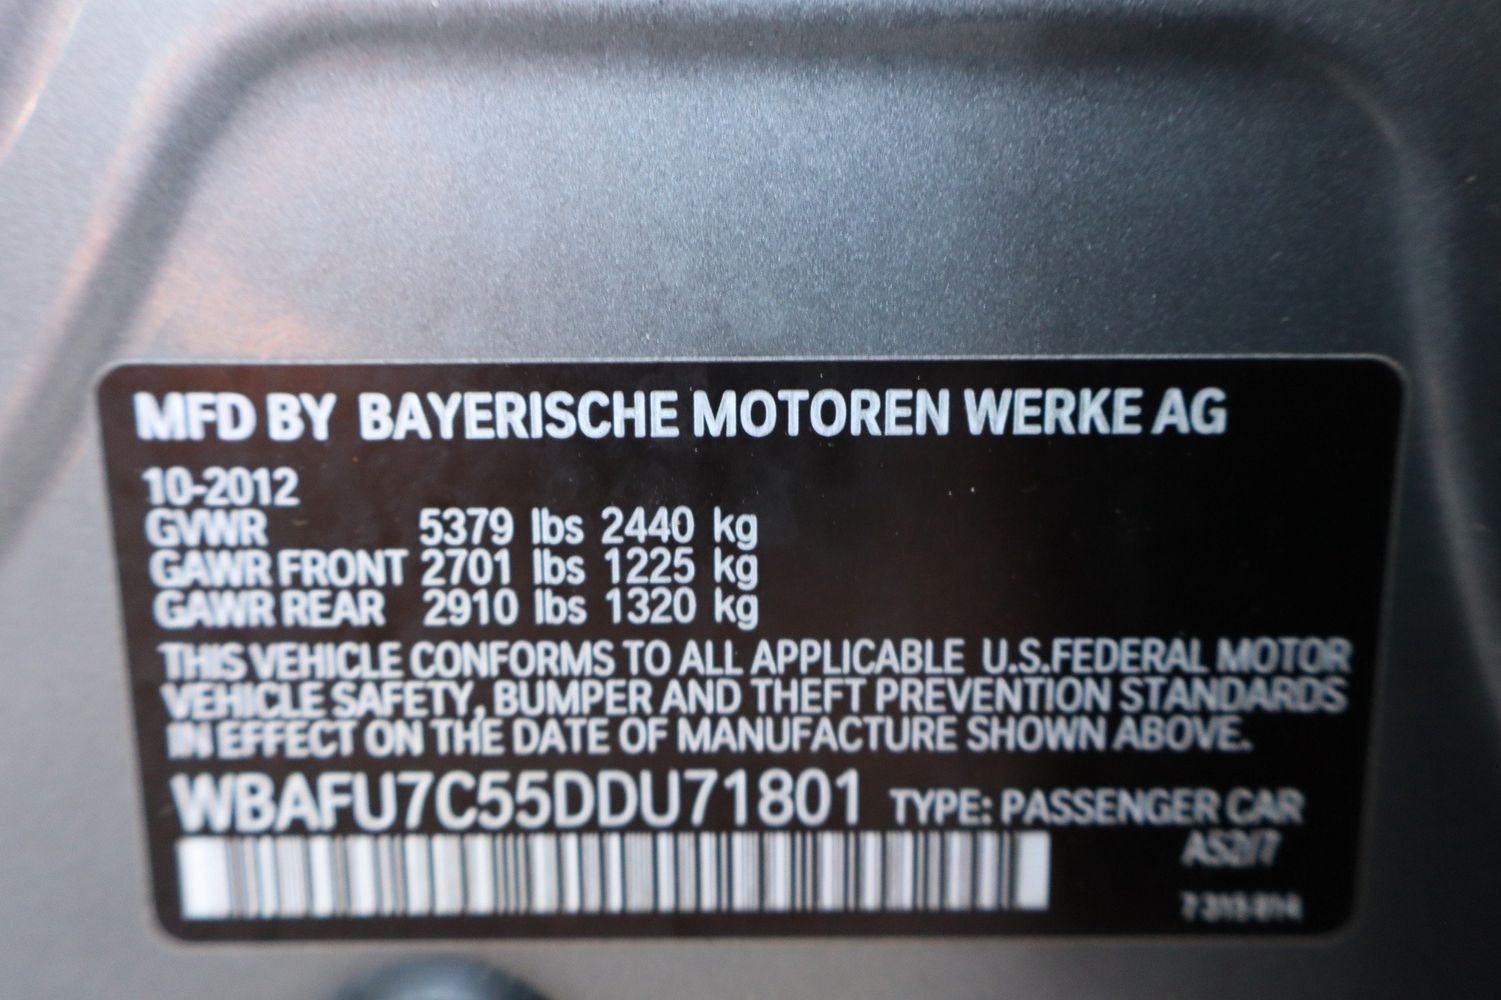 MFD BY BAYERISCHE MOTOREN WERKE AG
10-2012
GVWR 5379 lbs 2440 kg
GAWR FRONT 2701 lbs 1225 kg
GAWR REAR 2910 lbs 1320 kg
THIS VEHICLE CONFORMS TO ALL APPLICABLE U.S.FEDERAL MOTOR
VEHICLE SAFETY, BUMPER AND THEFT PREVENTION STANDARDS
IN EFFECT ON THE DATE OF MANUFACTURE SHOWN ABOVE.
WBAFU7C55DDU71801 TYPE: PASSENGER CAR
A52/7